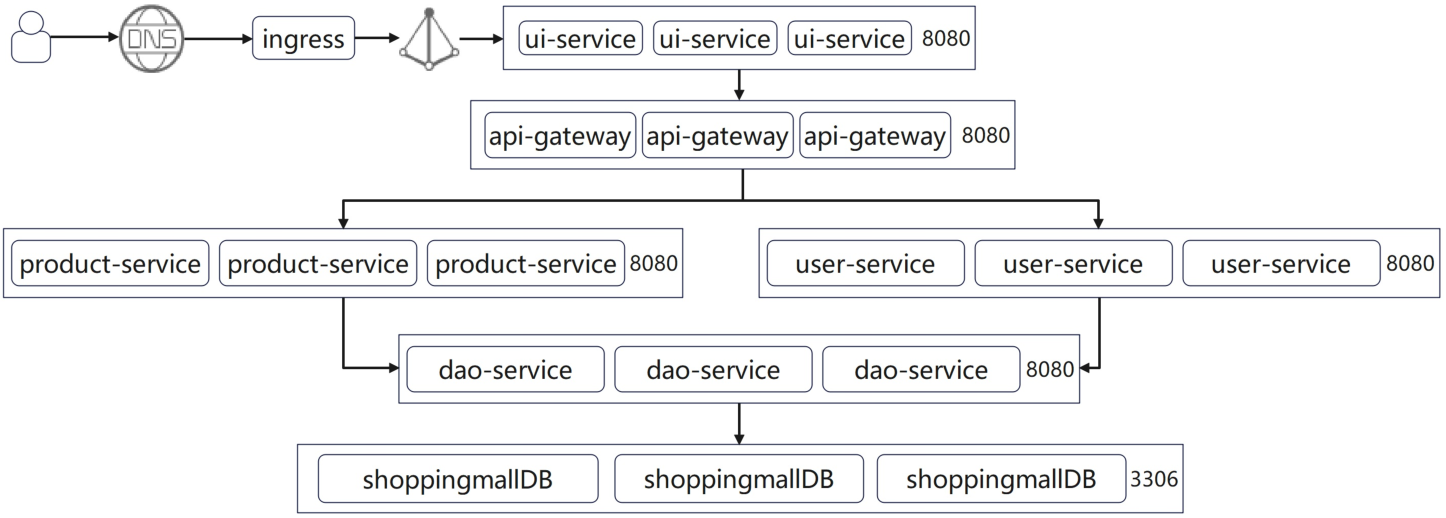 DNS
ingress
ui-service ui-service ui-service 8080
api-gateway api-gateway api-gateway 8080
product-service product-service product-service 8080
user-service user-service user-service 8080
dao-service dao-service dao-service 8080
shoppingmallDB shoppingmallDB shoppingmallDB 3306